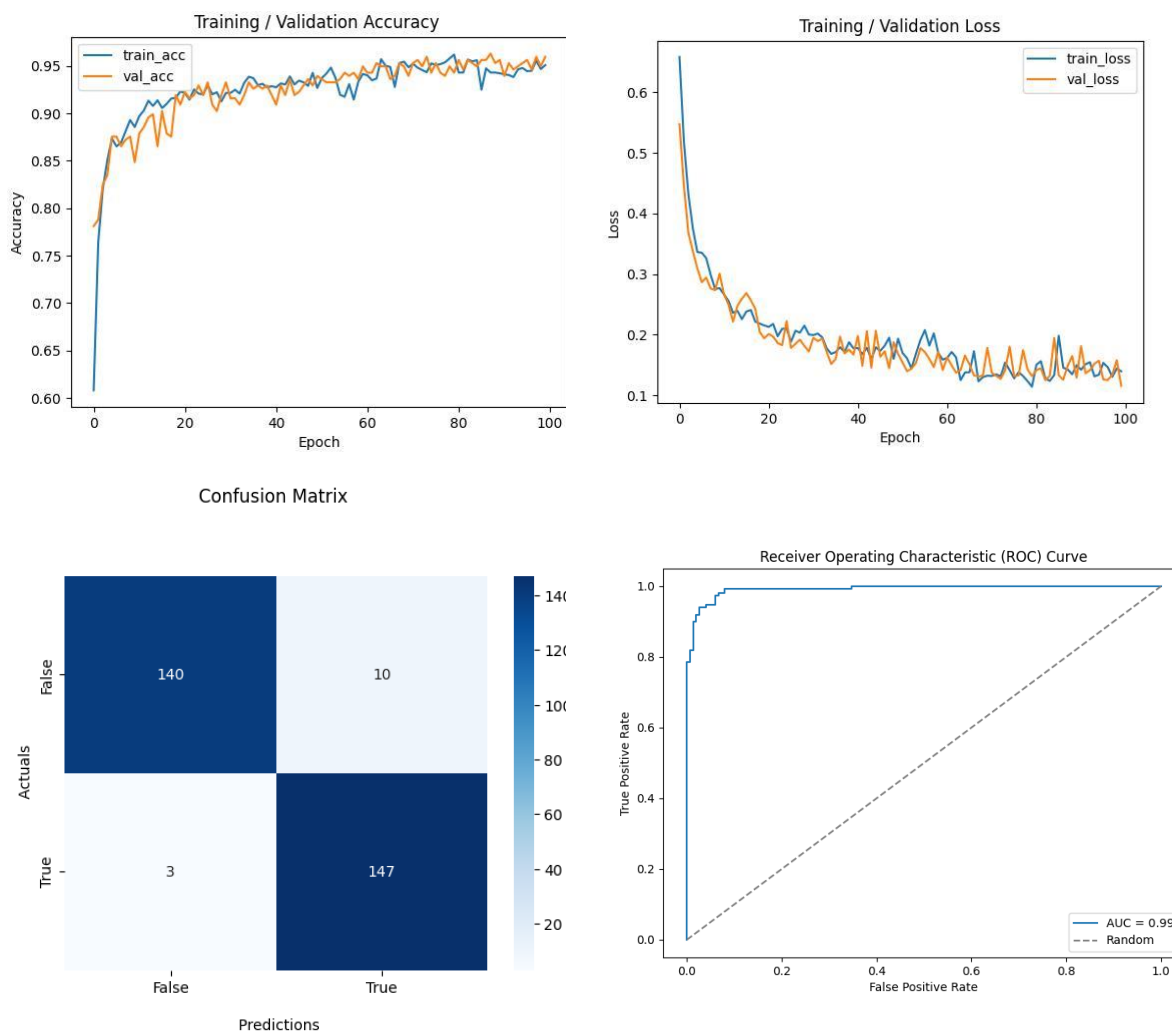 Training / Validation Accuracy
train_acc
val_acc
0.95
0.90
0.85
0.80
0.75
0.70
0.65
0.60
Accuracy
0
20
40
60
80
100
Epoch
Training / Validation Loss
train_loss
val_loss
0.6
0.5
0.4
0.3
0.2
0.1
Loss
0
20
40
60
80
100
Epoch
Confusion Matrix
False
140
10
True
3
147
Actuals
False
True
Predictions
140
120
100
80
60
40
20
Receiver Operating Characteristic (ROC) Curve
1.0
0.8
0.6
0.4
0.2
0.0
True Positive Rate
AUC = 0.99
Random
0.0
0.2
0.4
0.6
0.8
1.0
False Positive Rate